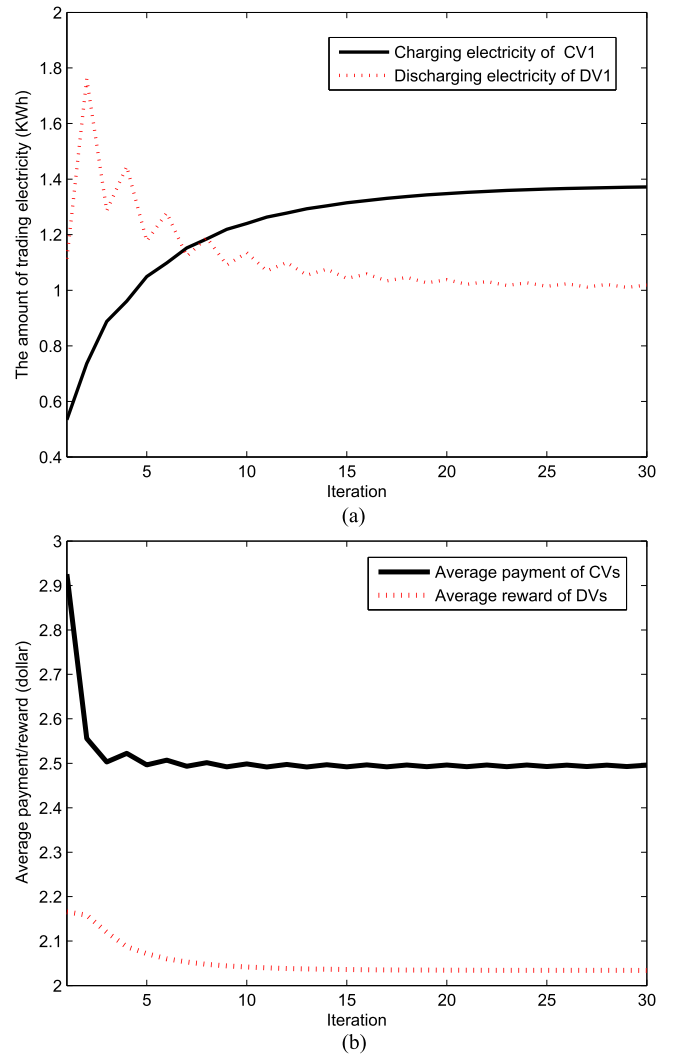 2
1.8
1.6
1.4
1.2
1
0.8
0.6
0.4
The amount of trading electricity (KWh)
Charging electricity of CV1
Discharging electricity of DV1
5 10 15 20 25 30
Iteration
(a)
3
2.9
2.8
2.7
2.6
2.5
2.4
2.3
2.2
2.1
2
Average payment/reward (dollar)
Average payment of CVs
Average reward of DVs
5 10 15 20 25 30
Iteration
(b)